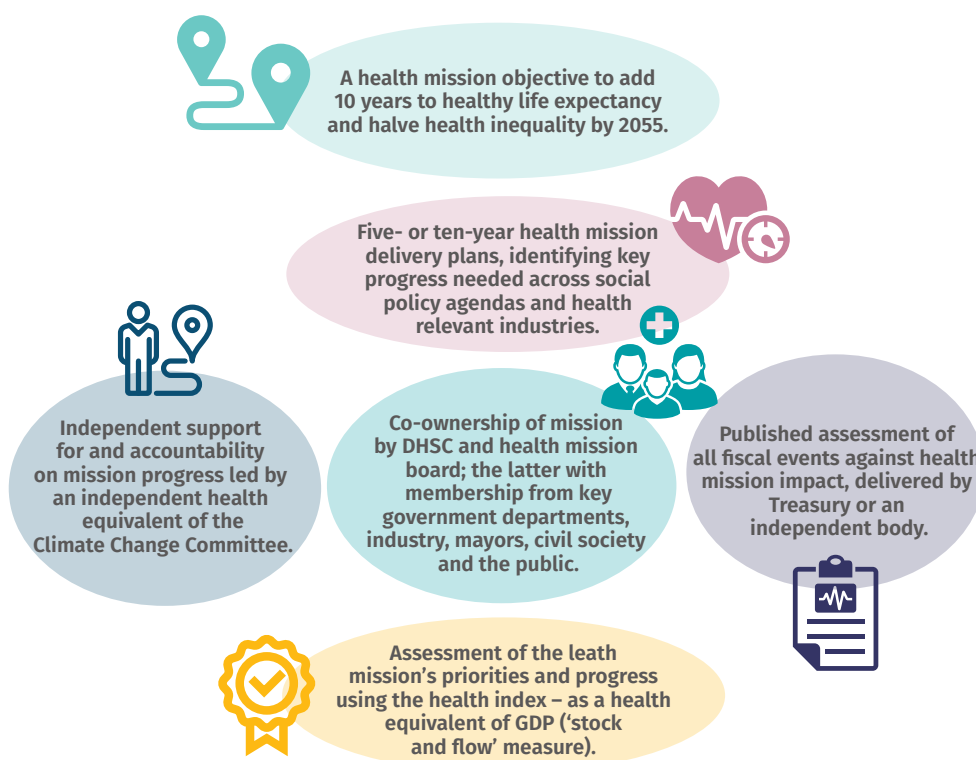 A health mission objective to add
10 years to healthy life expectancy
and halve health inequality by 2055.
Five- or ten-year health mission
delivery plans, identifying key
progress needed across social
policy agendas and health
relevant industries.
Independent support
for and accountability
on mission progress led by
an independent health
equivalent of the
Climate Change Committee.
Co-ownership of mission
by DHSC and health mission
board; the latter with
membership from key
government departments,
industry, mayors, civil society
and the public.
Published assessment of
all fiscal events against health
mission impact, delivered by
Treasury or an
independent body.
Assessment of the leath
mission’s priorities and progress
using the health index – as a health
equivalent of GDP (‘stock
and flow’ measure).